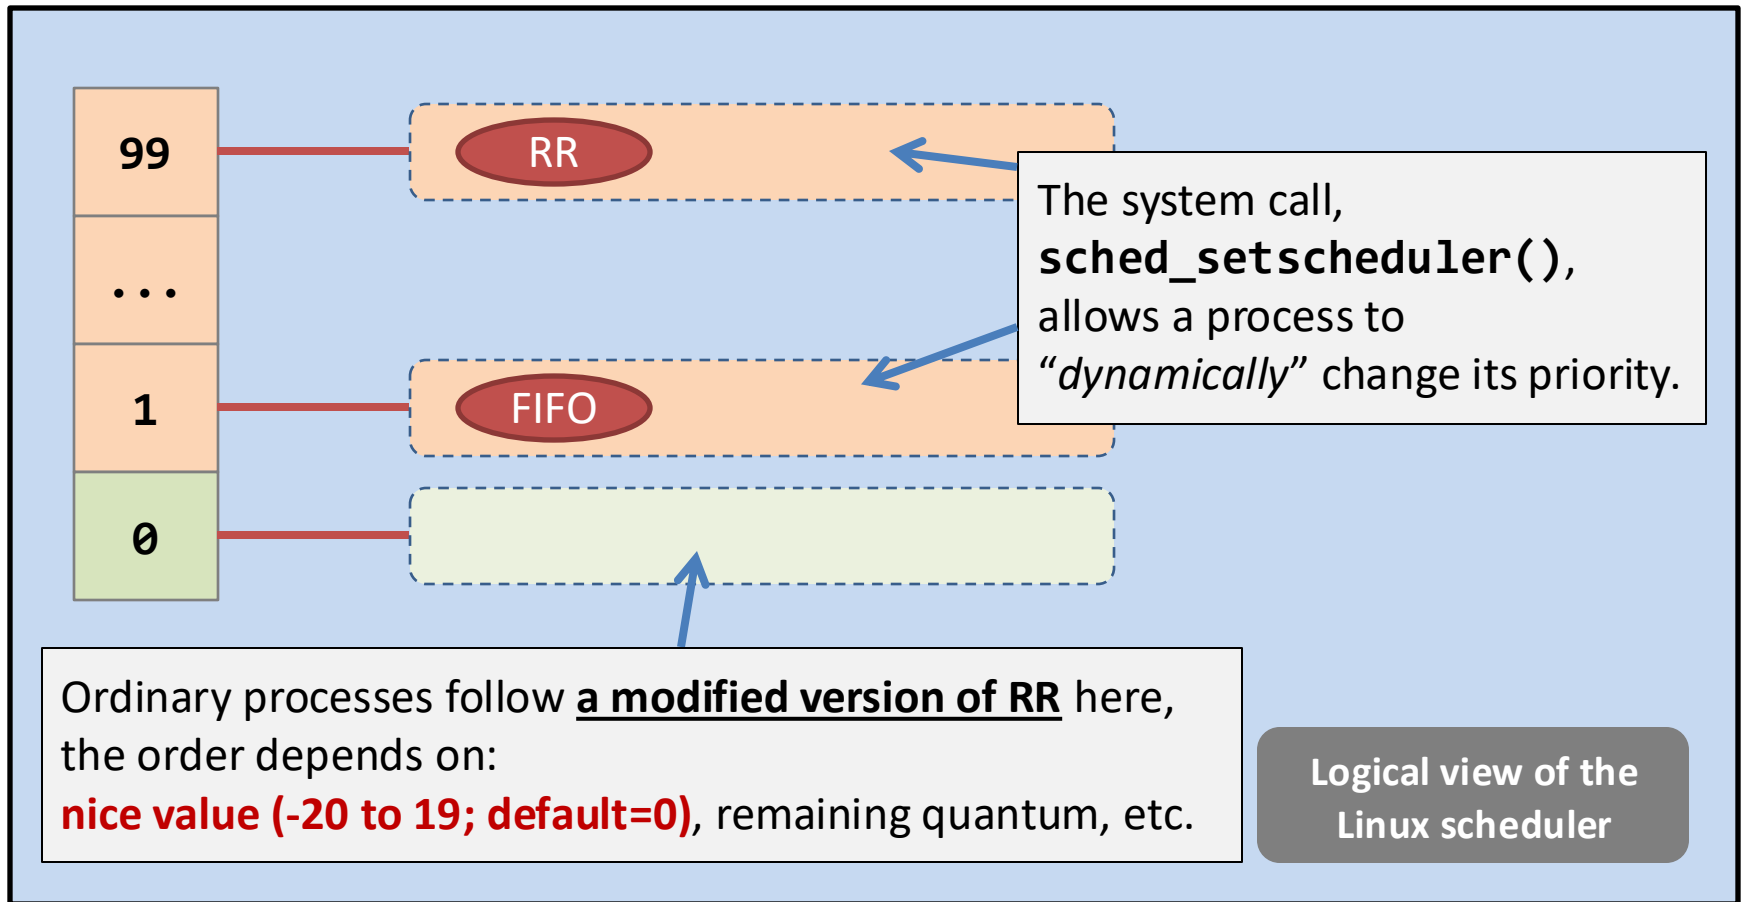 99
RR
...
1
FIFO
0
The system call,
sched_setscheduler(),
allows a process to
“dynamically” change its priority.
Ordinary processes follow a modified version of RR here,
the order depends on:
nice value (-20 to 19; default=0), remaining quantum, etc.
Logical view of the
Linux scheduler